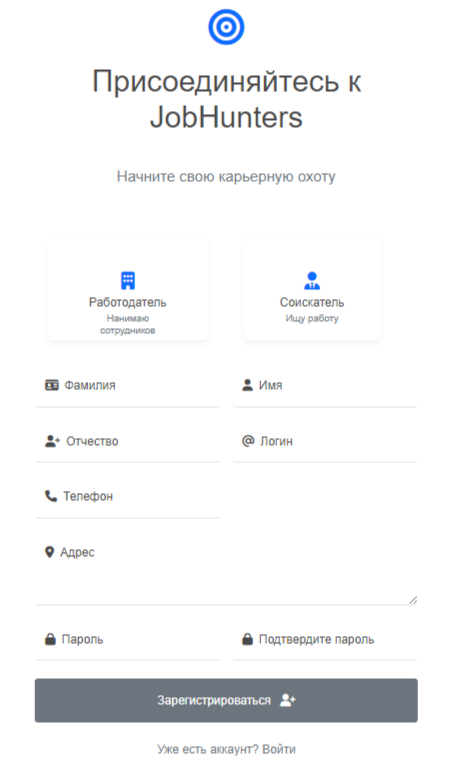 Присоединяйтесь к
JobHunters
Начните свою карьерную охоту
Работодатель
Нанимаю
сотрудников
Соискатель
Ищу работу
Фамилия
Имя
Отчество
Логин
Телефон
Адрес
Пароль
Подтвердите пароль
Зарегистрироваться
Уже есть аккаунт? Войти